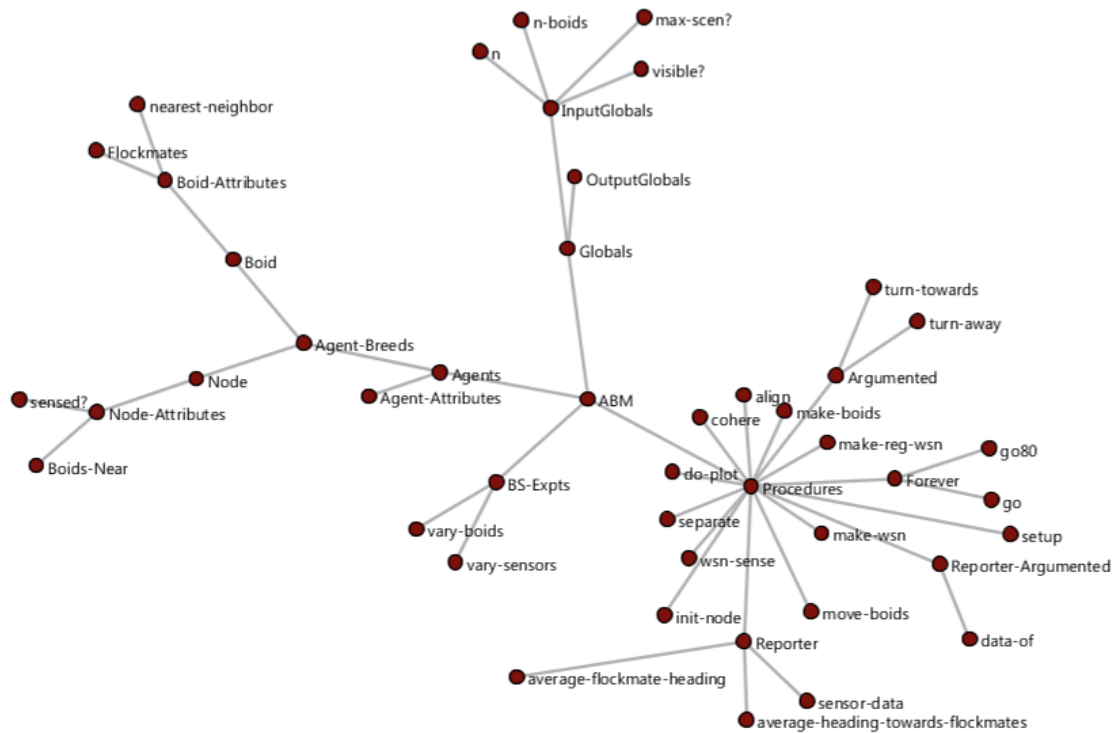 n-boids
max-scen?
n
visible?
nearest-neighbor
InputGlobals
Flockmates
Boid-Attributes
OutputGlobals
Globals
Boid
turn-towards
turn-away
Agent-Breeds
Agents
Node
Argumented
Agent-Attributes
align
sensed?
ABM
Node-Attributes
make-boids
cohere
make-reg-wsn
go80
Boids-Near
do-plot
Forever
BS-Expts
Procedures
go
separate
vary-boids
make-wsn
setup
wsn-sense
vary-sensors
Reporter-Argumented
init-node
move-boids
data-of
Reporter
average-flockmate-heading
sensor-data
average-heading-towards-flockmates